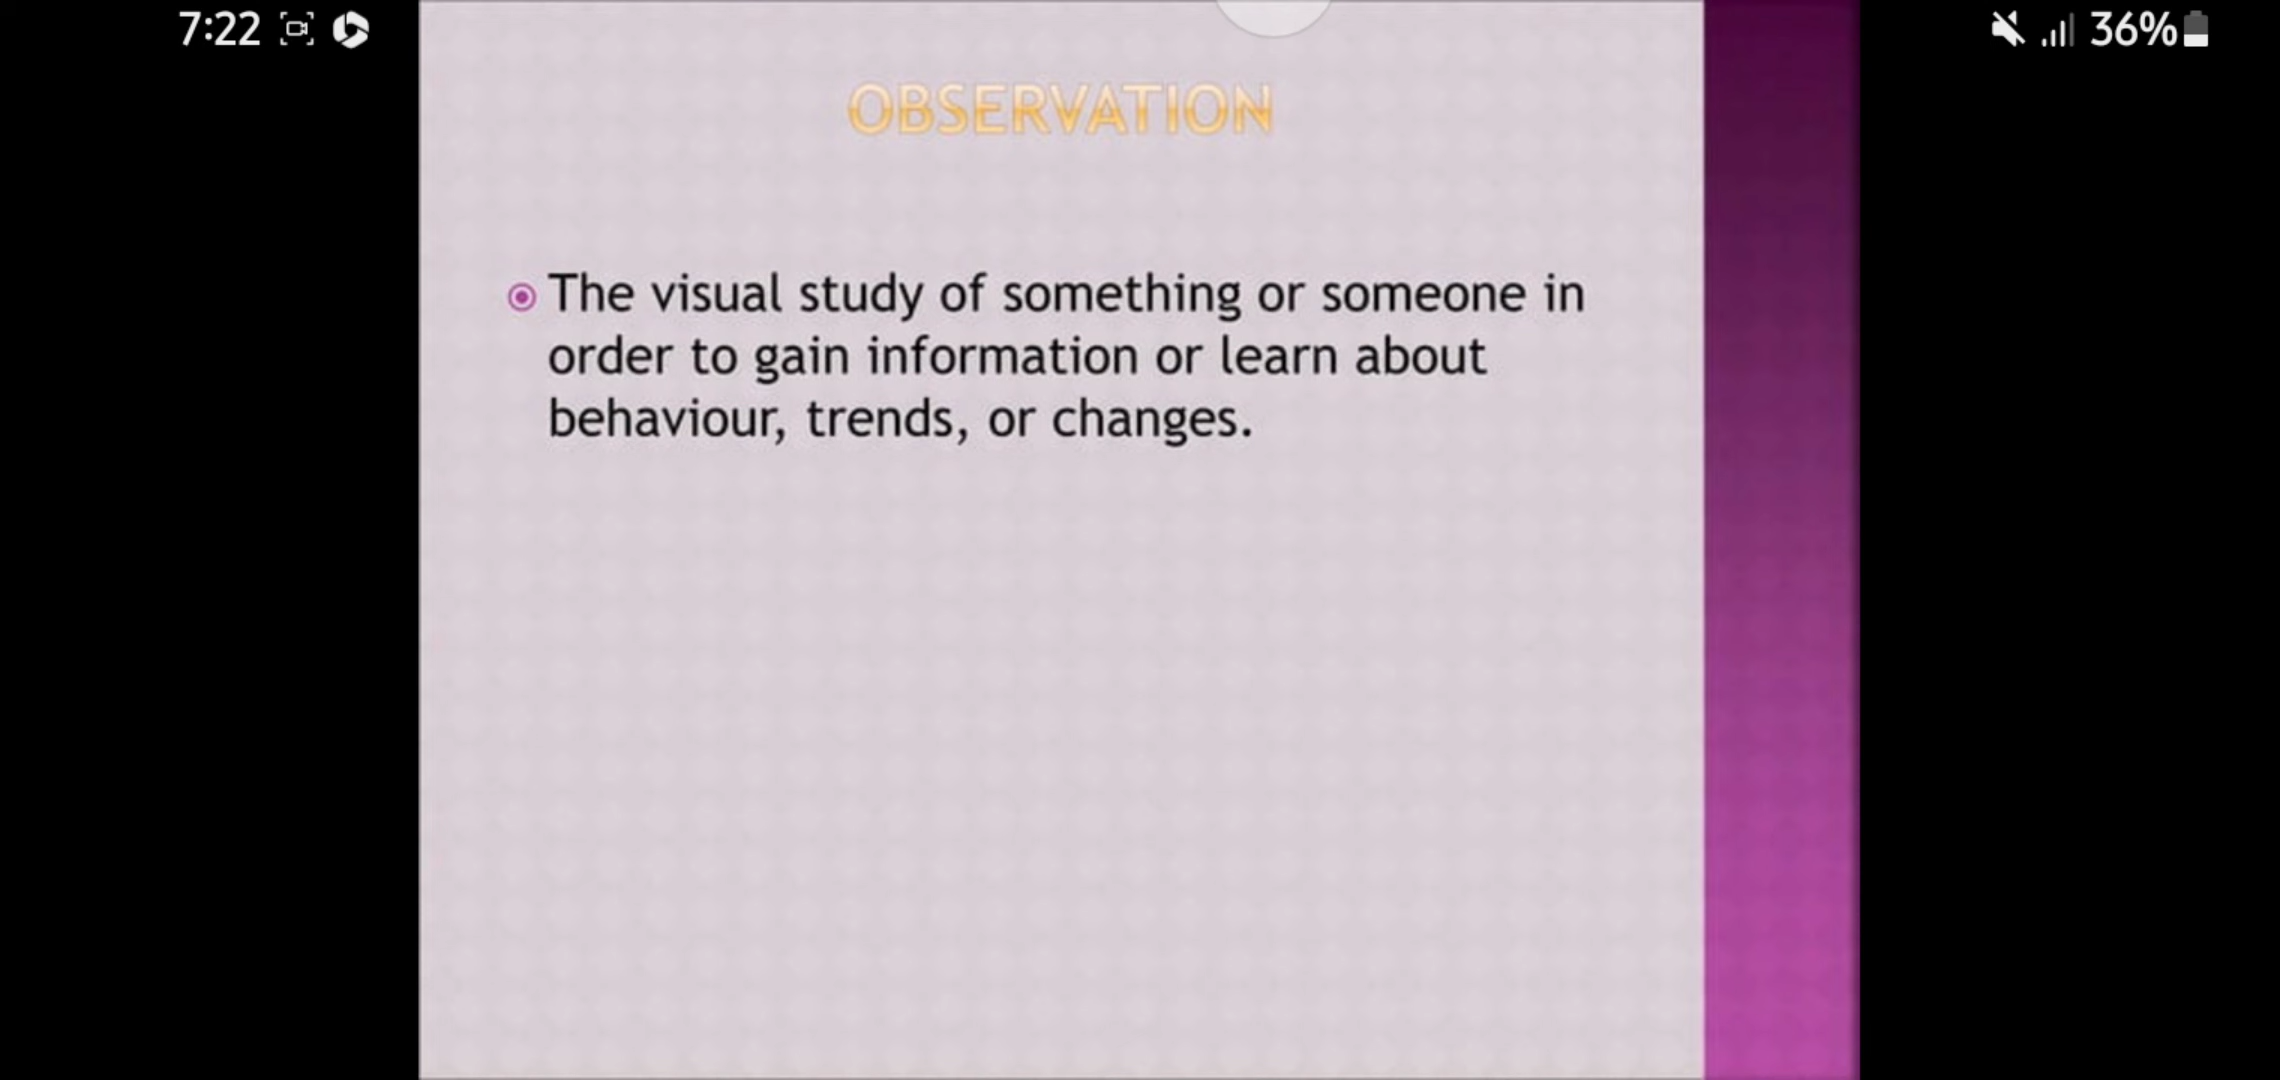 7:22
36%
OBSERVATION
The visual study of something or someone in
order to gain information or learn about
behaviour, trends, or changes.